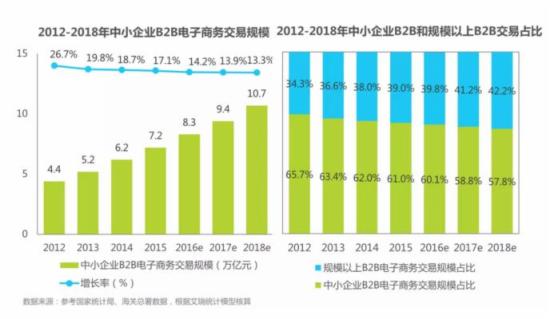 2012-2018年中小企业B2B电子商务交易规模
26.7% 19.8% 18.7% 17.1% 14.2% 13.9% 13.3%
15
10
5
0
4.4 5.2 6.2 7.2 8.3 9.4 10.7
2012 2013 2014 2015 2016e 2017e 2018e
中小企业B2B电子商务交易规模（万亿元）
增长率（%）
2012-2018年中小企业B2B和规模以上B2B交易占比
34.3% 36.6% 38.0% 39.0% 39.8% 41.2% 42.2%
65.7% 63.4% 62.0% 61.0% 60.1% 58.8% 57.8%
2012 2013 2014 2015 2016e 2017e 2018e
规模以上B2B电子商务交易规模占比
中小企业B2B电子商务交易规模占比
数据来源：参考国家统计局、海关总署数据，根据艾瑞统计模型核算